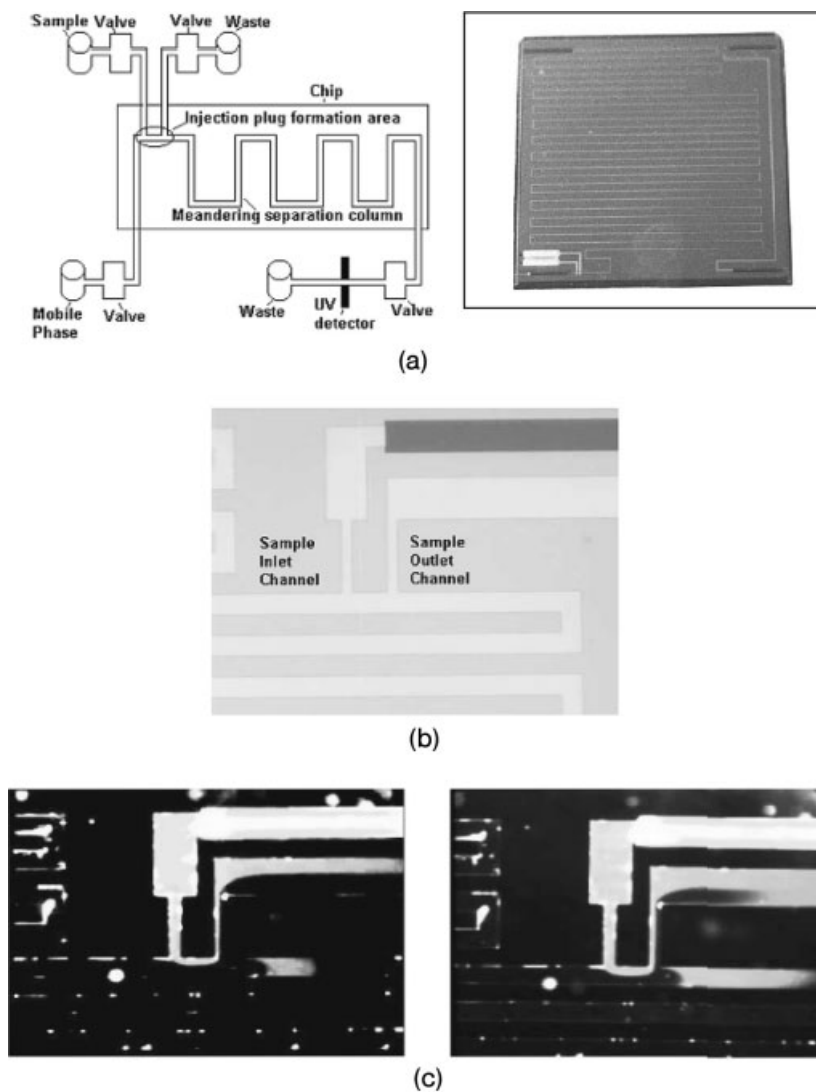 Sample
Valve
Valve
Waste
Chip
Injection plug formation area
Meandering separation column
Mobile
Phase
Valve
Waste
UV
detector
Valve
(a)
Sample
Inlet
Channel
Sample
Outlet
Channel
(b)
(c)